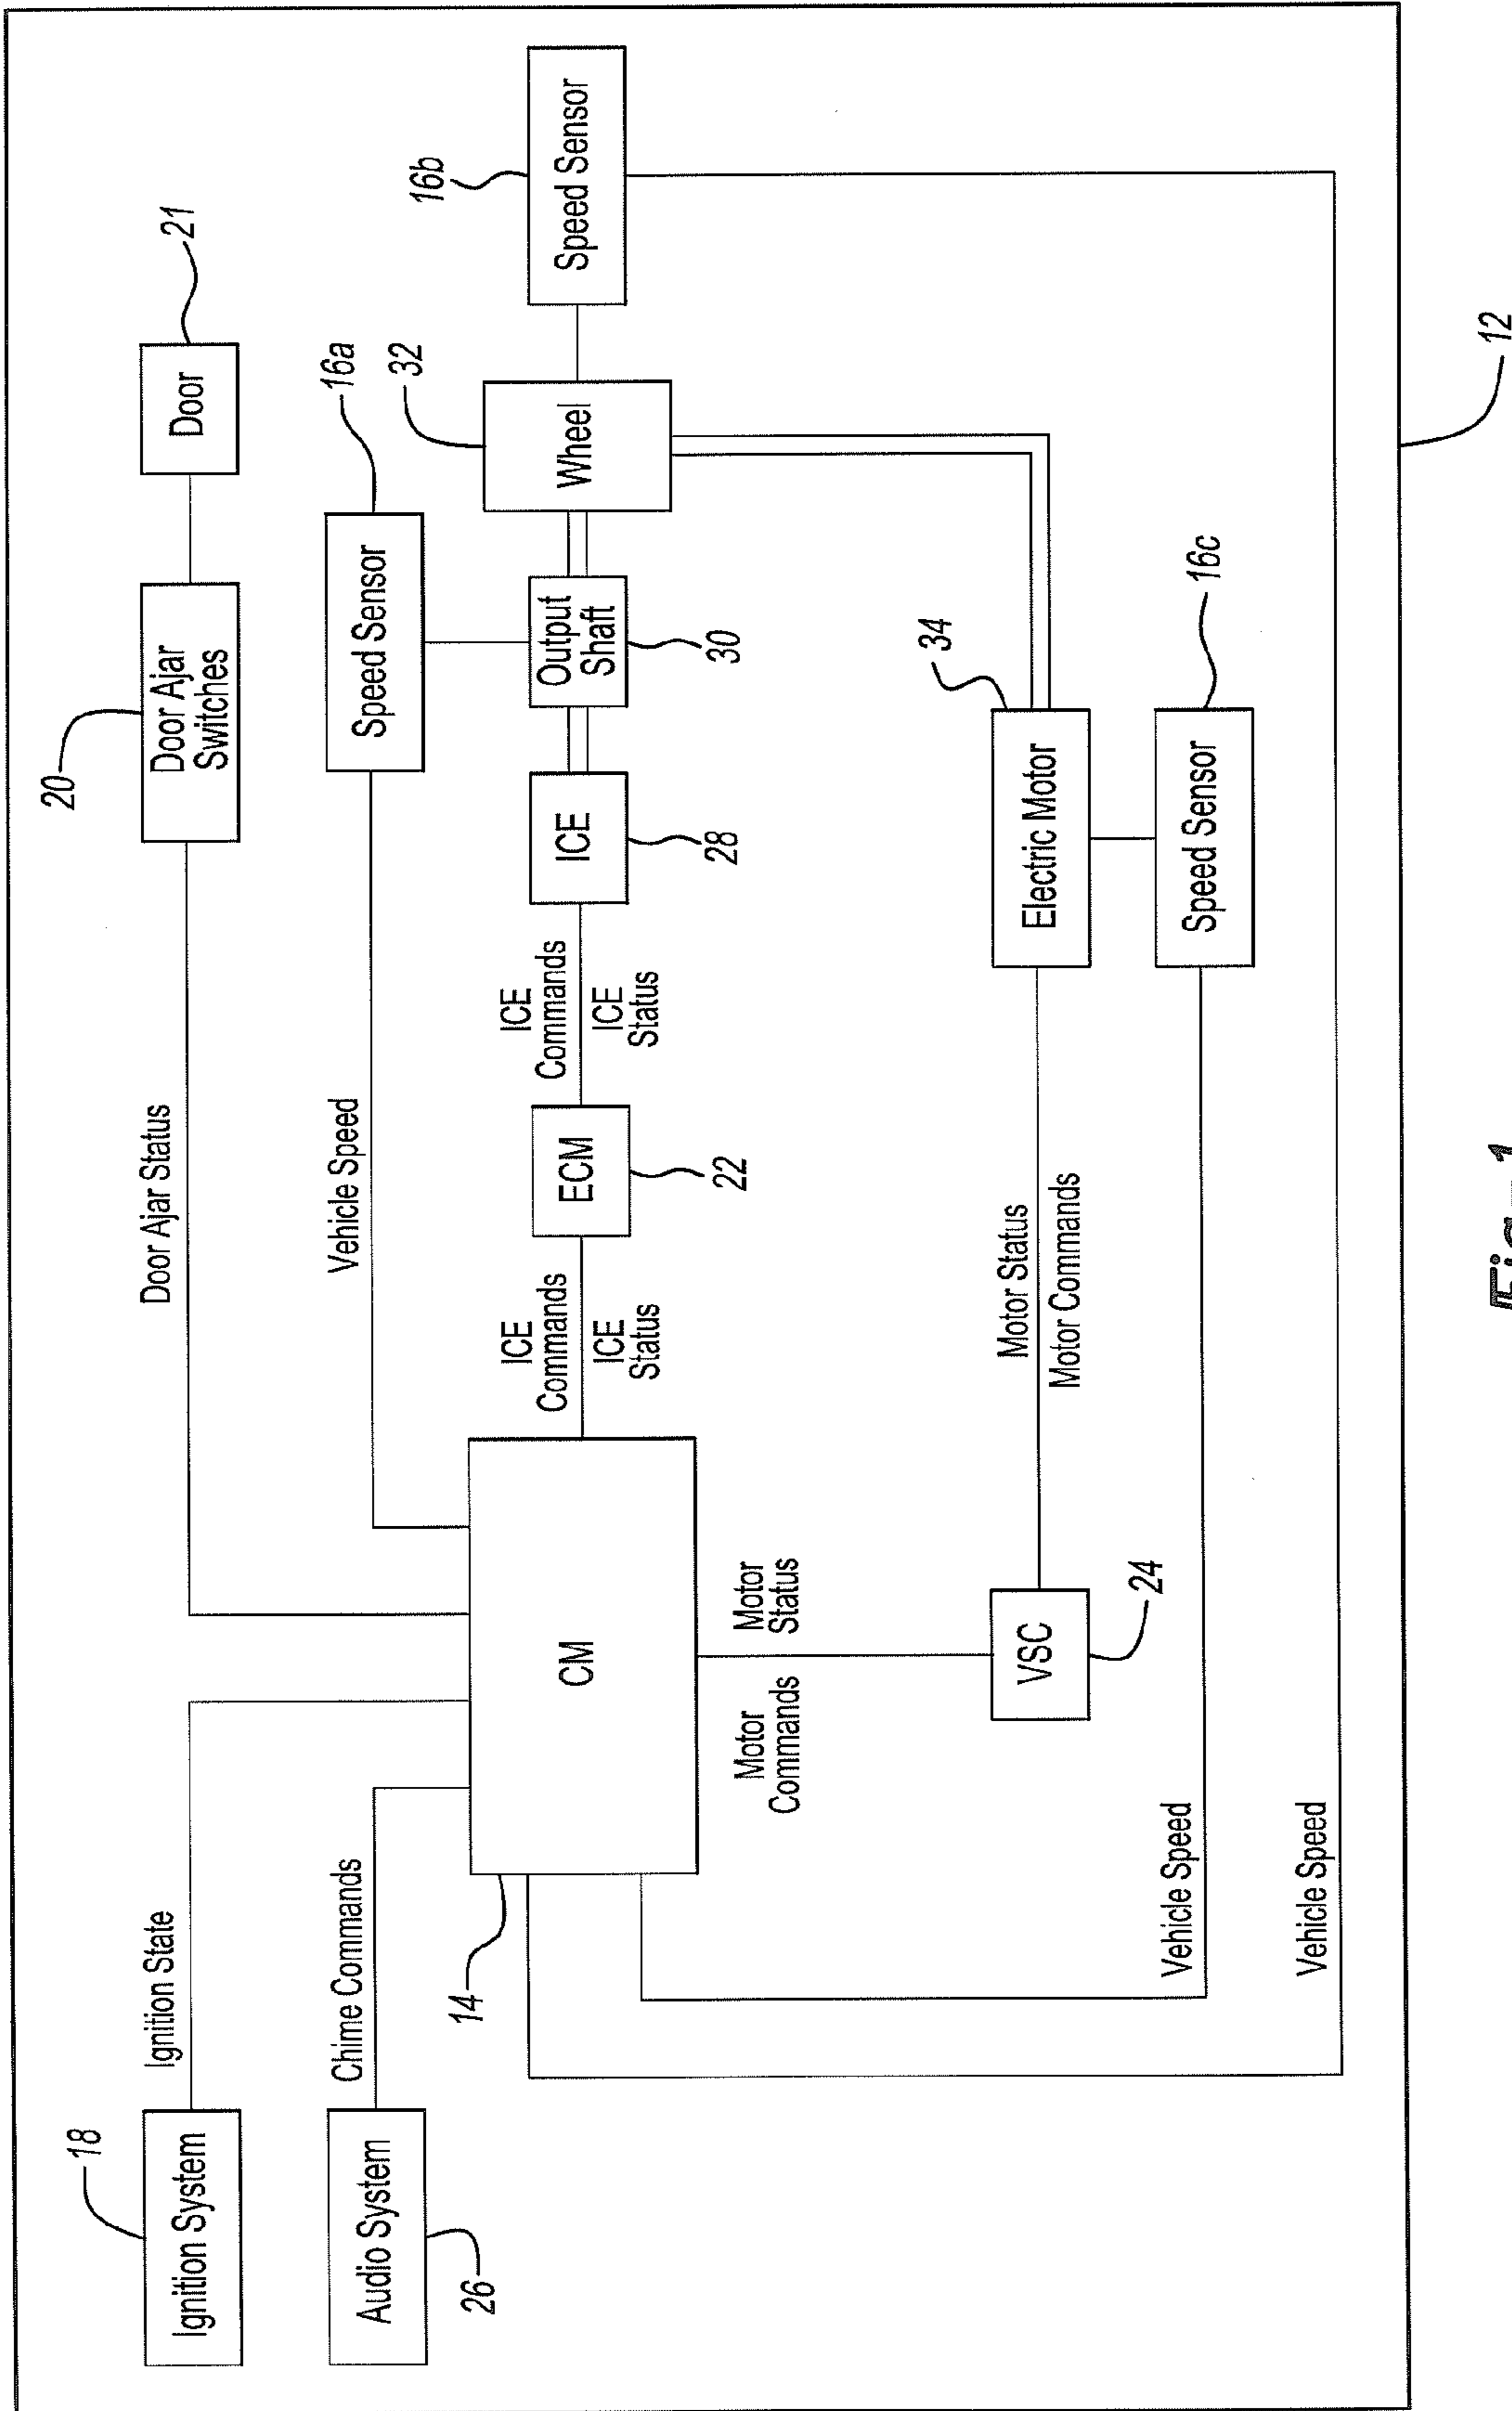 18
Ignition System
Ignition State
Door Ajar Status
20
Door Ajar
Switches
Door
21
Audio System
26
Chime Commands
Vehicle Speed
Speed Sensor
16a
14
CM
ICE
Commands
ICE
Status
ECM
22
ICE
Commands
ICE
Status
ICE
28
Output
Shaft
30
Wheel
32
Speed Sensor
16b
Motor
Commands
Motor
Status
VSC
24
Motor Status
Motor Commands
Electric Motor
34
Vehicle Speed
Speed Sensor
16c
Vehicle Speed
12
Fig-1